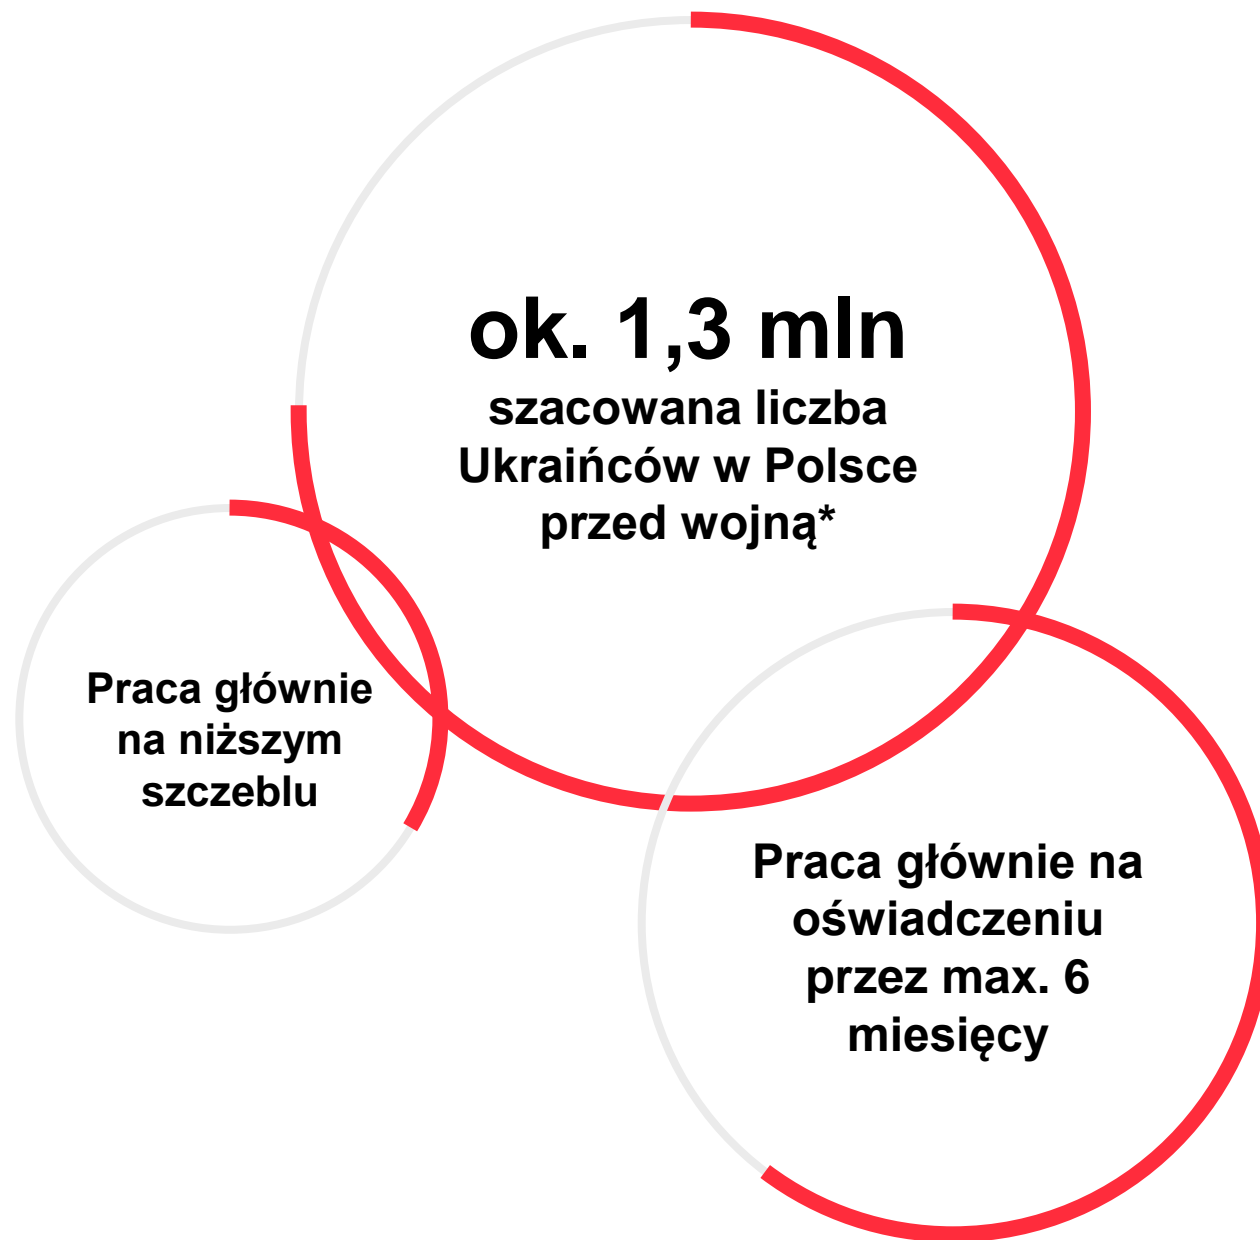 ok. 1,3 mln
szacowana liczba
Ukraińców w Polsce
przed wojną*
Praca głównie
na niższym
szczeblu
Praca głównie na
oświadczeniu
przez max. 6
miesięcy